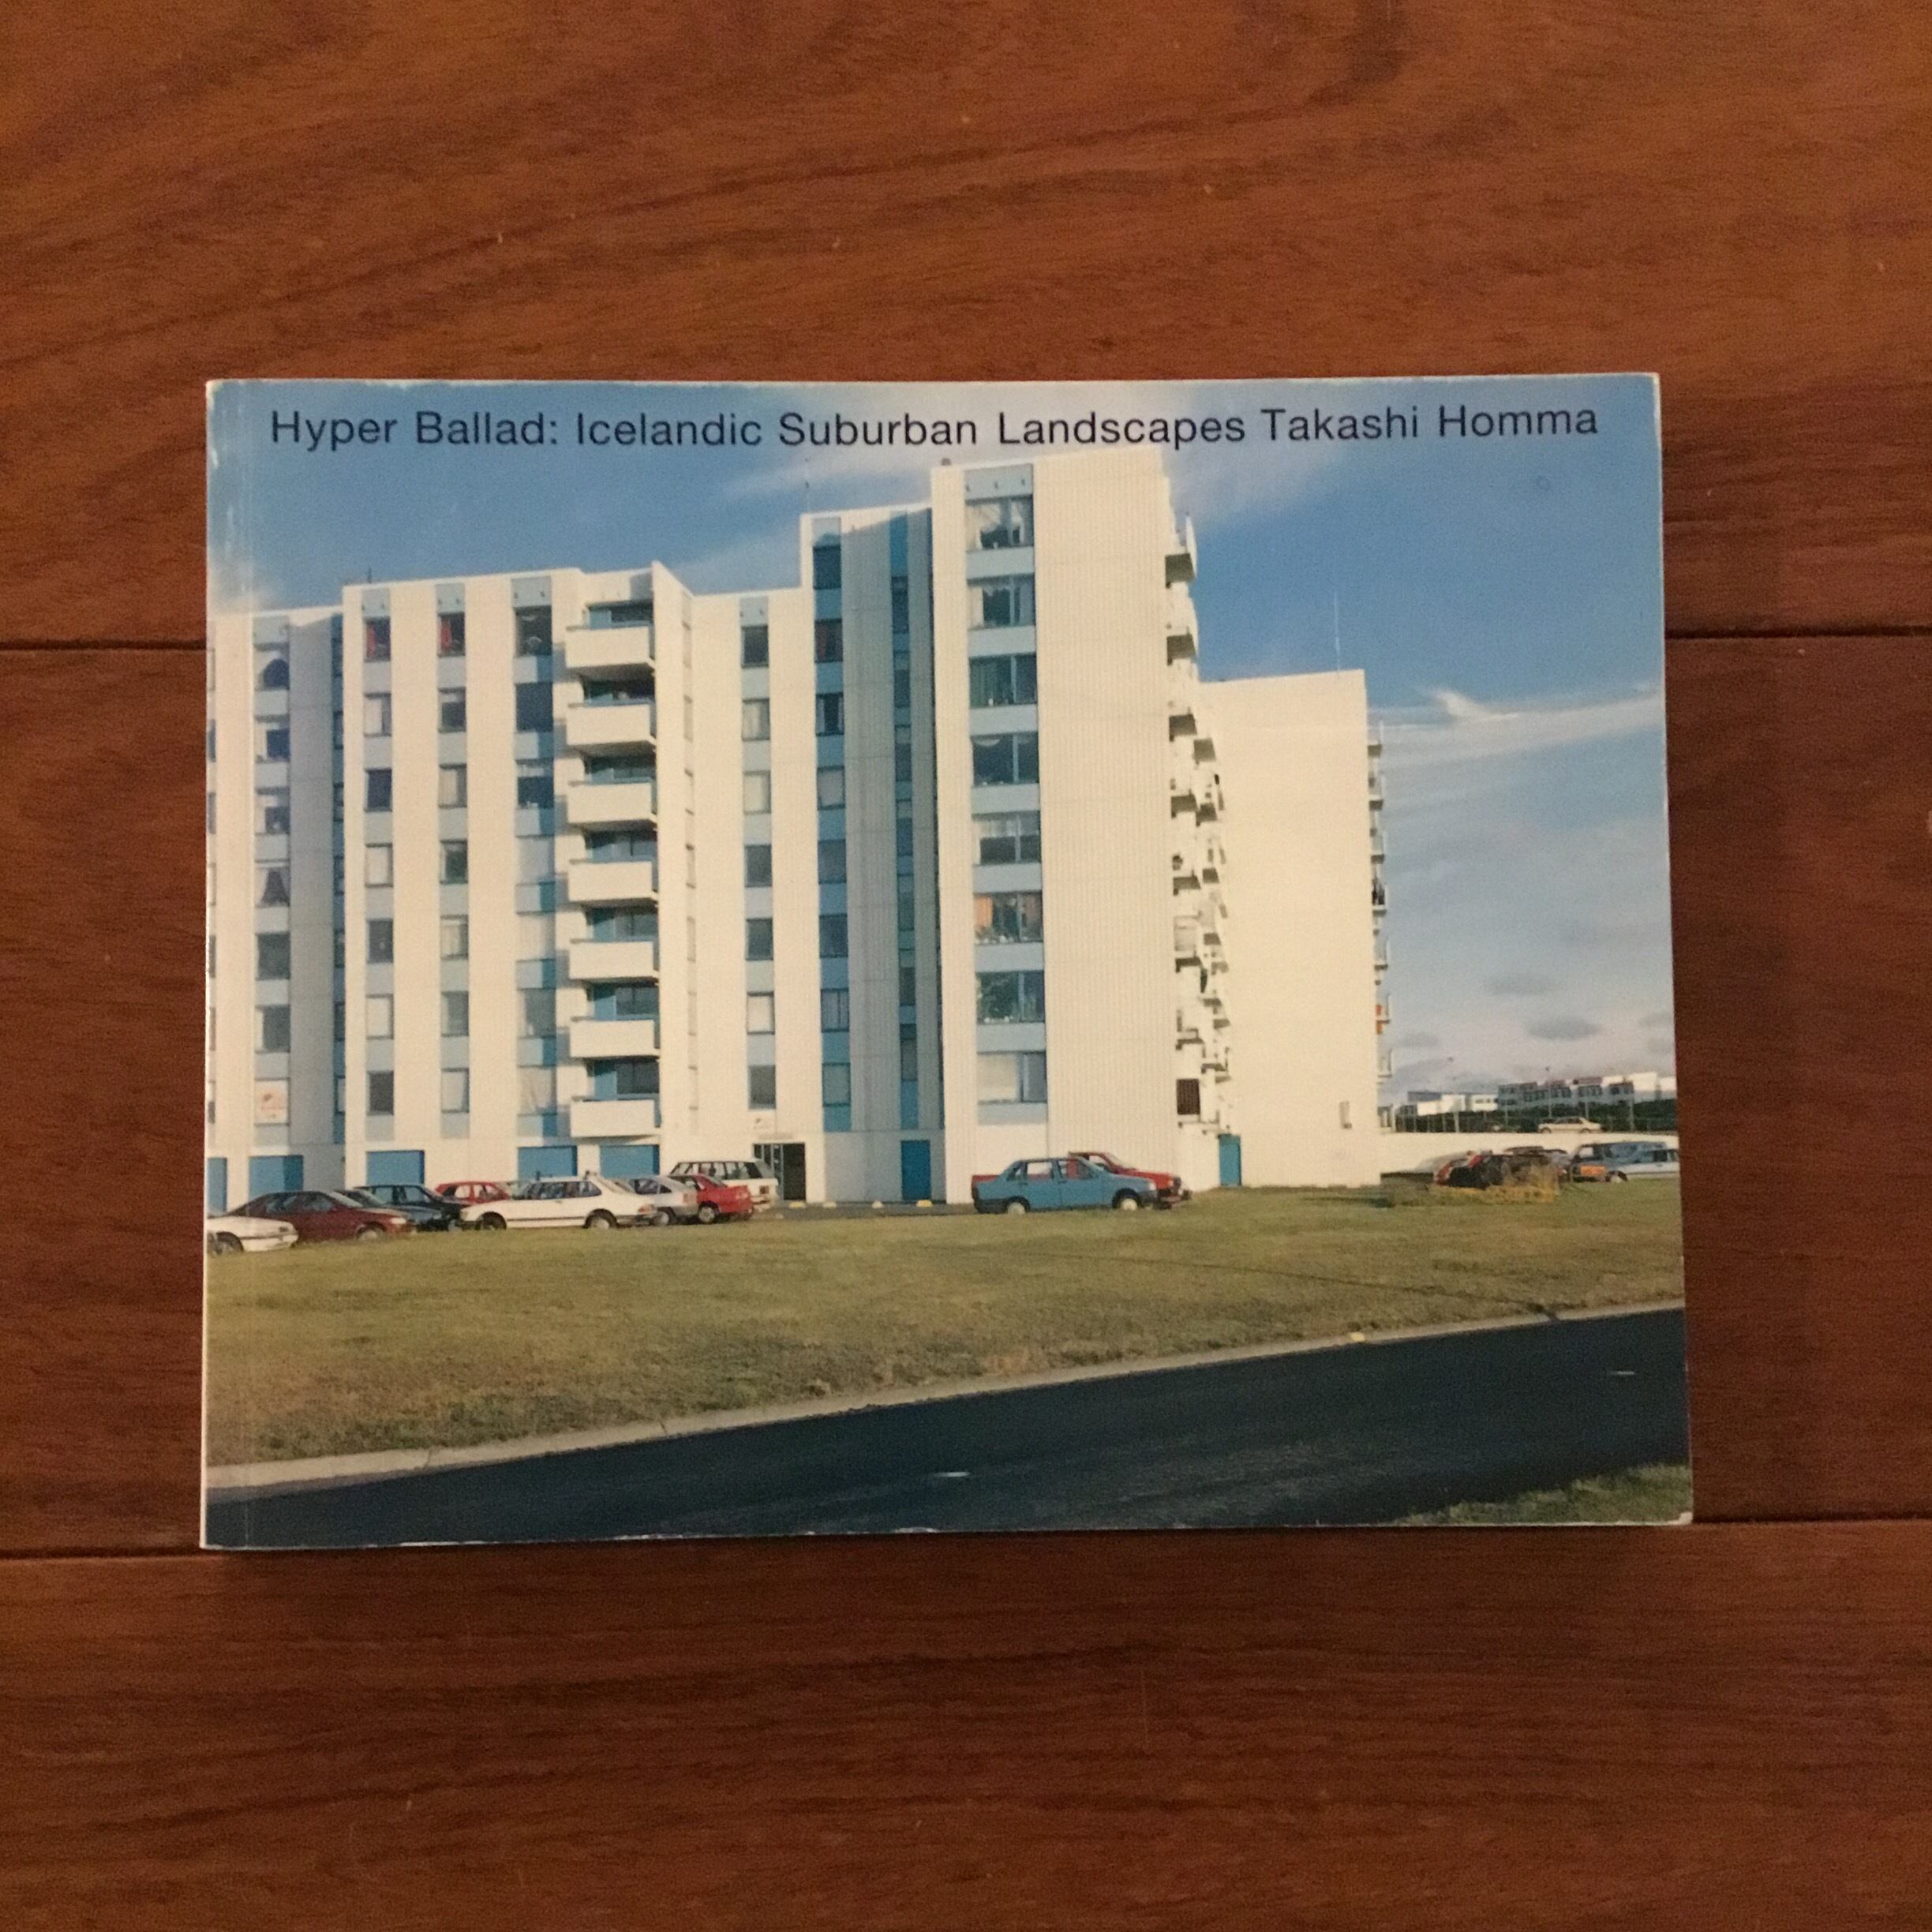 Hyper Ballad: Icelandic Suburban Landscapes Takashi Homma